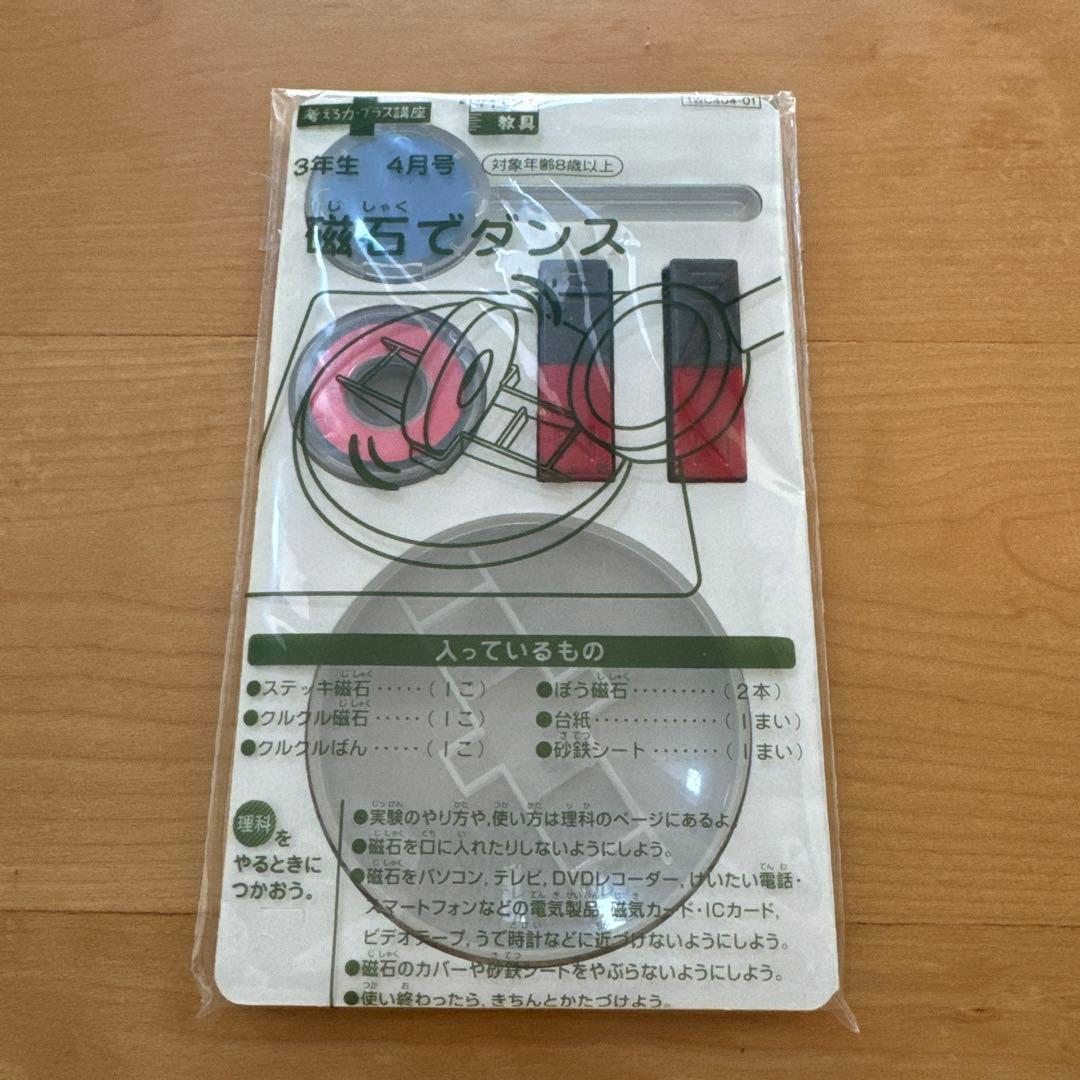 考える力・プラス講座
教具
1WC404-01
3年生 4月号 対象年齢8歳以上
磁石でダンス
じ しゃく
入っているもの
●ステッキ磁石・・・・・（1こ）
●クルクル磁石・・・・（1こ）
●クルクルばん・・・・（1こ）
●ぼう磁石・・・・・・・・・（2本）
●台紙・・・・・・・・・・・・（1まい）
●砂鉄シート・・・・・・・（1まい）
理科を
やるときに
つかおう。
●実験のやり方や,使い方は理科のページにあるよ。
●磁石を口に入れたりしないようにしよう。
●磁石をパソコン,テレビ,DVDレコーダー,けいたい電話・
スマートフォンなどの電気製品,磁気カード・ICカード,
ビデオテープ,うで時計などに近づけないようにしよう。
●磁石のカバーや砂鉄シートをやぶらないようにしよう。
●使い終わったら,きちんとかたづけよう。